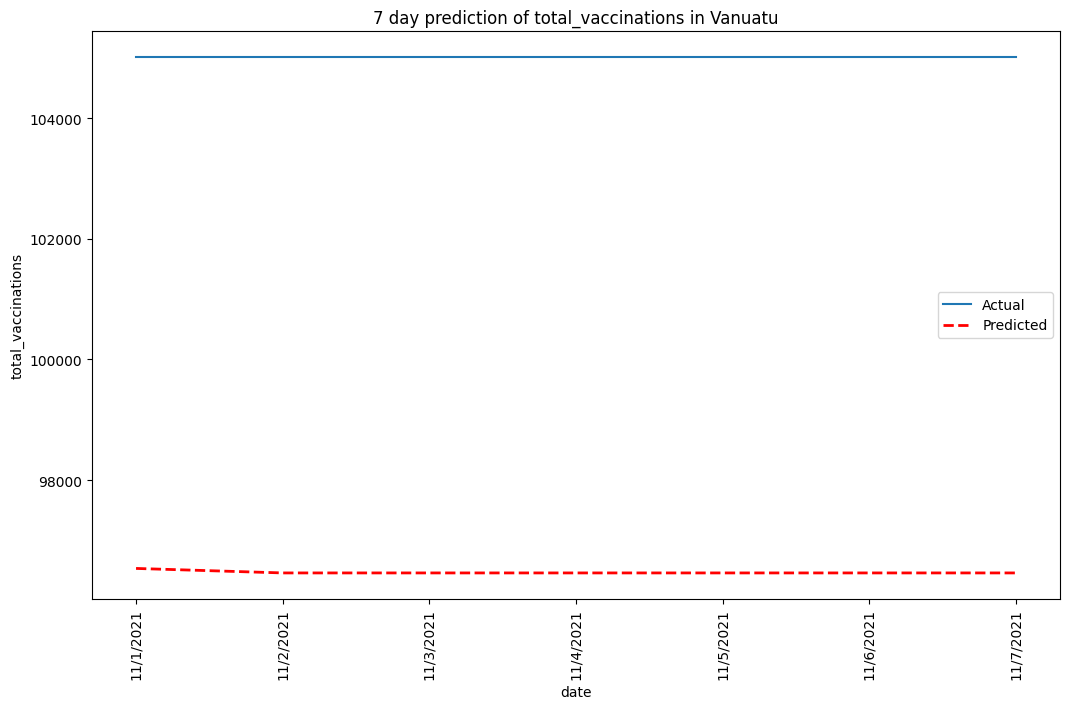 7 day prediction of total_vaccinations in Vanuatu
total_vaccinations
104000
102000
100000
98000
Actual
Predicted
11/1/2021
11/2/2021
11/3/2021
11/4/2021
11/5/2021
11/6/2021
11/7/2021
date